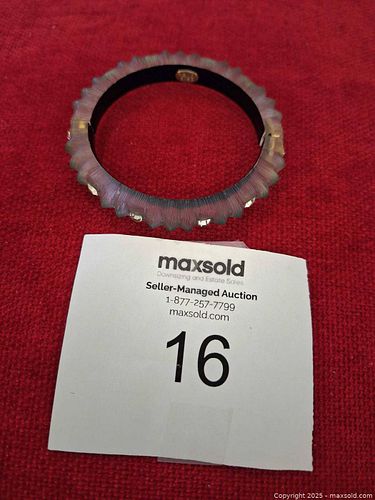 maxsold
Downsizing and Estate Sales
Seller-Managed Auction
1-877-257-7799
maxsold.com
16
Copyright 2025 - maxsold.com